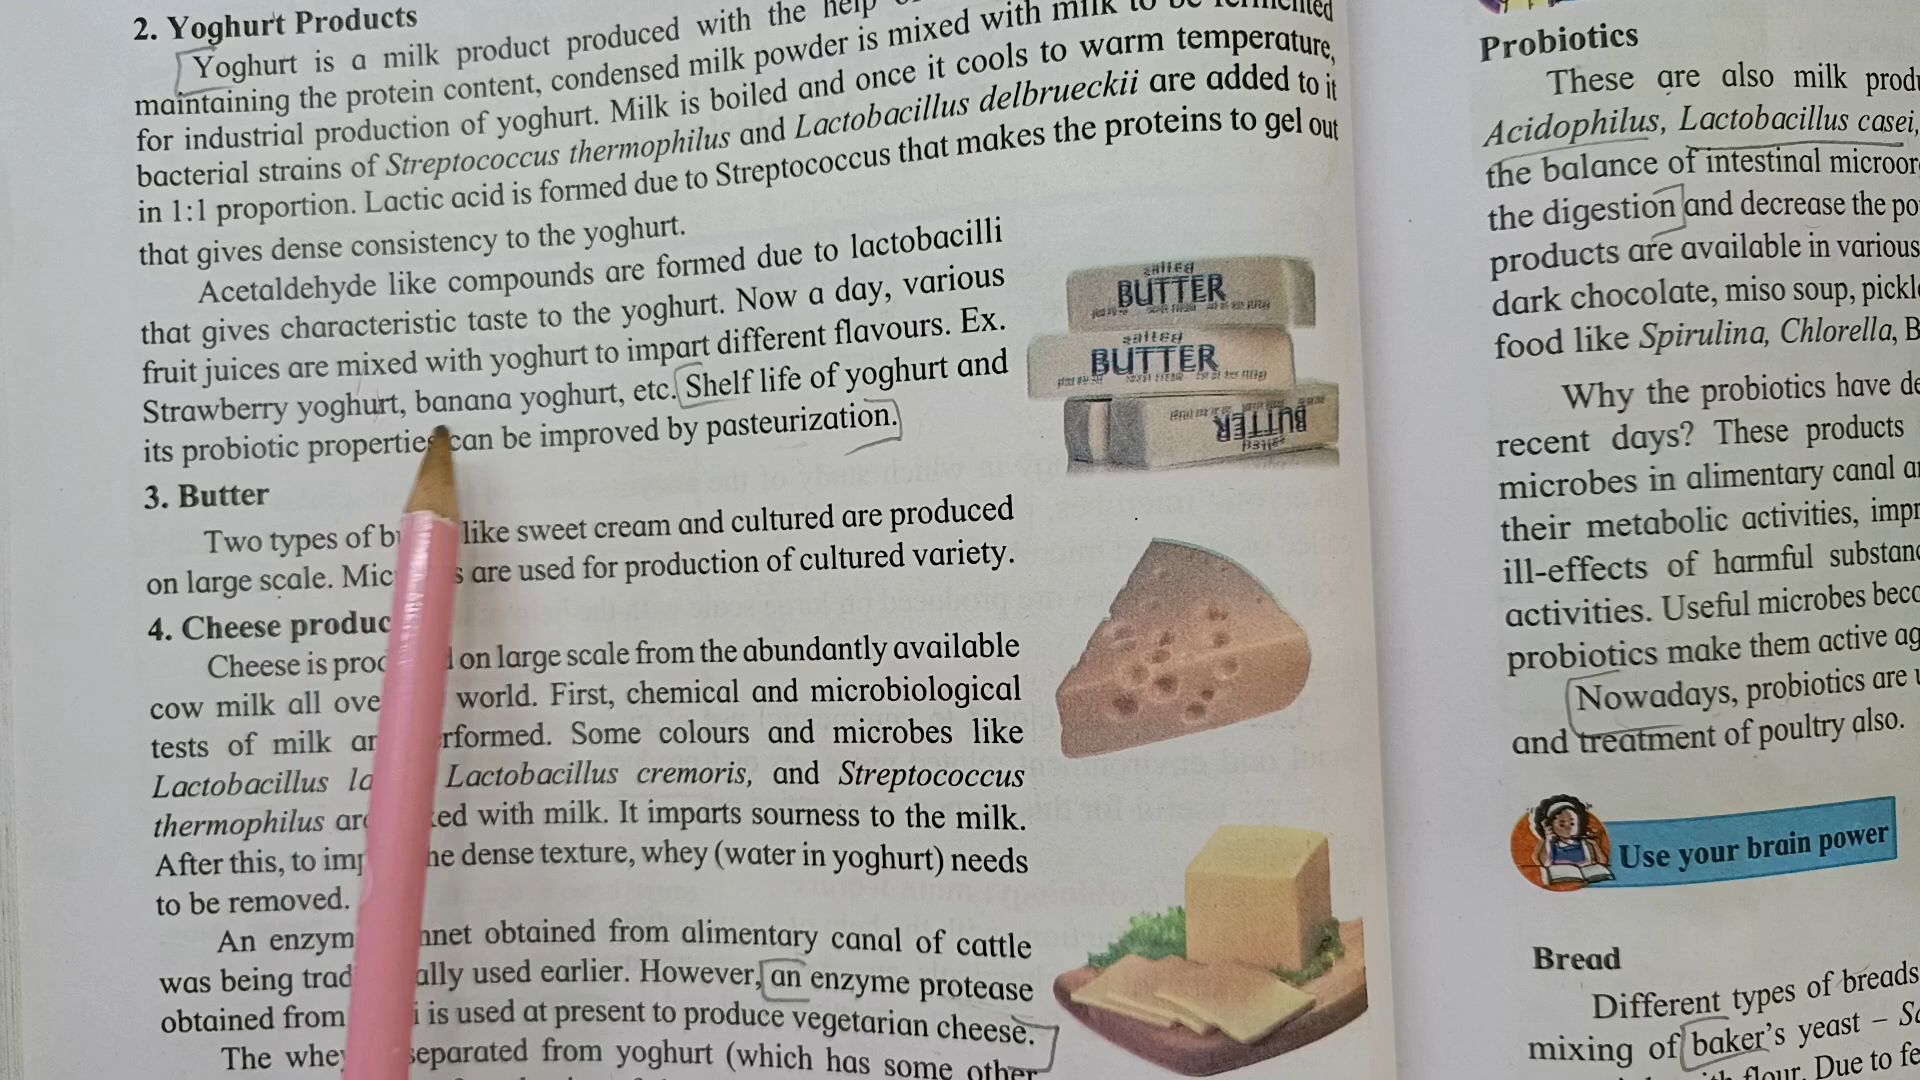 2. Yoghurt Products
Yoghurt is a milk product produced with the help
maintaining the protein content, condensed milk powder is mixed with milk to be fermented
for industrial production of yoghurt. Milk is boiled and once it cools to warm temperature,
bacterial strains of Streptococcus thermophilus and Lactobacillus delbrueckii are added to it
in 1:1 proportion. Lactic acid is formed due to Streptococcus that makes the proteins to gel out
that gives dense consistency to the yoghurt.
Acetaldehyde like compounds are formed due to lactobacilli
that gives characteristic taste to the yoghurt. Now a day, various
fruit juices are mixed with yoghurt to impart different flavours. Ex.
Strawberry yoghurt, banana yoghurt, etc. Shelf life of yoghurt and
its probiotic properties can be improved by pasteurization.
BUTTER
BUTTER
BUTTER
3. Butter
Two types of b like sweet cream and cultured are produced
on large scale. Mic s are used for production of cultured variety.
4. Cheese produc
Cheese is proc on large scale from the abundantly available
cow milk all ove world. First, chemical and microbiological
tests of milk ar rformed. Some colours and microbes like
Lactobacillus la Lactobacillus cremoris, and Streptococcus
thermophilus are ed with milk. It imparts sourness to the milk.
After this, to imp he dense texture, whey (water in yoghurt) needs
to be removed.
An enzym nnet obtained from alimentary canal of cattle
was being trad ally used earlier. However, an enzyme protease
obtained from i is used at present to produce vegetarian cheese.
The whey separated from yoghurt (which has some other
Probiotics
These are also milk produ
Acidophilus, Lactobacillus casei,
the balance of intestinal microor
the digestion and decrease the po
products are available in various
dark chocolate, miso soup, pickle
food like Spirulina, Chlorella, B
Why the probiotics have de
recent days? These products
microbes in alimentary canal an
their metabolic activities, impr
ill-effects of harmful substanc
activities. Useful microbes beco
probiotics make them active ag
Nowadays, probiotics are u
and treatment of poultry also.
Use your brain power
Bread
Different types of breads
mixing of baker's yeast – Sa
flour. Due to fe